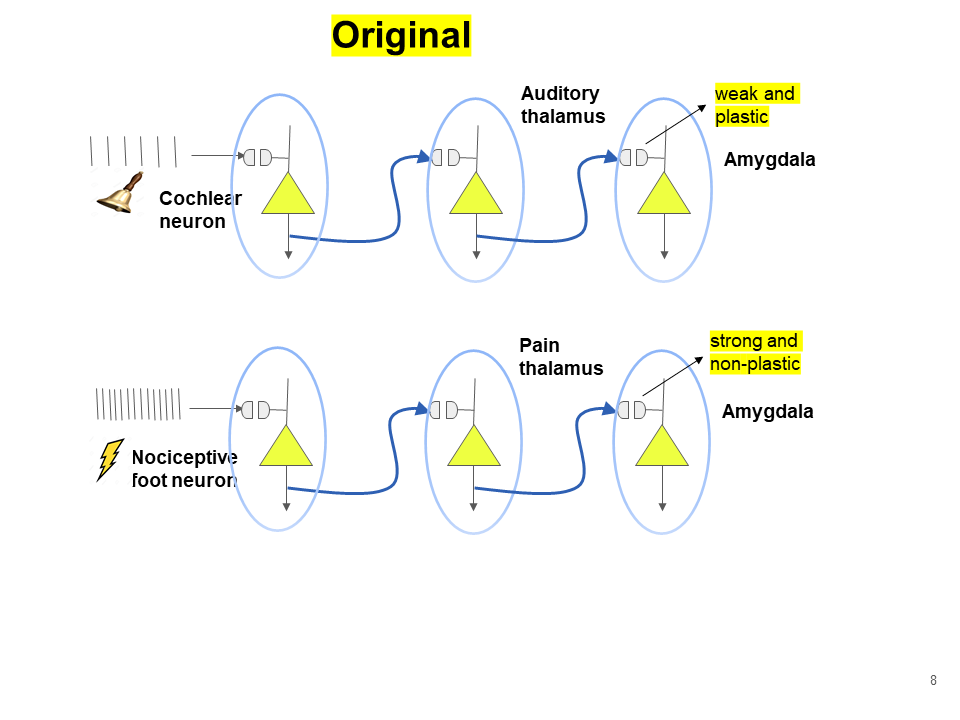 Original
Auditory
thalamus
weak and
plastic
Amygdala
Cochlear
neuron
Pain
thalamus
strong and
non-plastic
Amygdala
Nociceptive
foot neuron
8